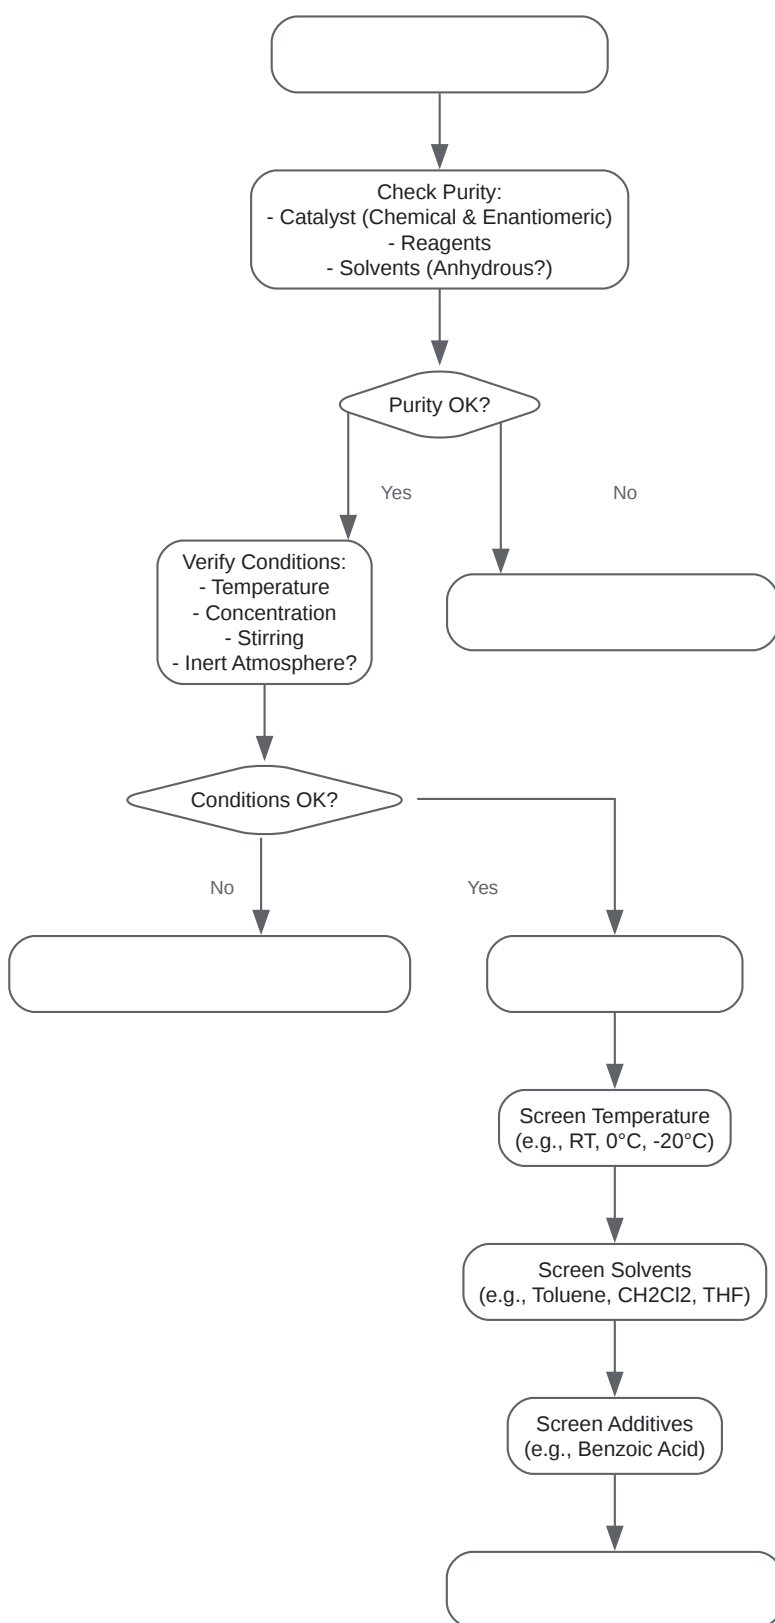 Check Purity:
- Catalyst (Chemical & Enantiomeric)
- Reagents
- Solvents (Anhydrous?)
Purity OK?
Yes
No
Verify Conditions:
- Temperature
- Concentration
- Stirring
- Inert Atmosphere?
Conditions OK?
No
Yes
Screen Temperature
(e.g., RT, 0°C, -20°C)
Screen Solvents
(e.g., Toluene, CH2Cl2, THF)
Screen Additives
(e.g., Benzoic Acid)